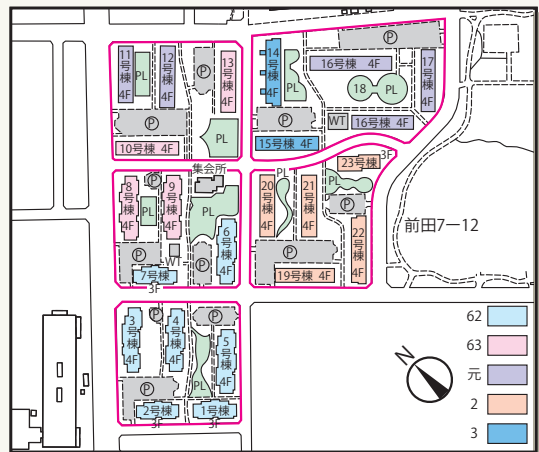 11号棟 4F
PL
12号棟 4F
P
13号棟 4F
14号棟 4F
PL
P
16号棟 4F
17号棟 4F
18
PL
P
PL
P
WT
16号棟 4F
10号棟 4F
15号棟 4F
集会所
PL
23号棟 3F
8号棟 4F
P
9号棟 4F
PL
PL
6号棟 4F
20号棟 4F
21号棟 4F
PL
P
22号棟 4F
前田7ー12
P
WT
P
P
7号棟
3F
19号棟 4F
3号棟 4F
P
4号棟 4F
P
5号棟 4F
PL
P
2号棟
3F
1号棟
3F
N
62
63
元
2
3